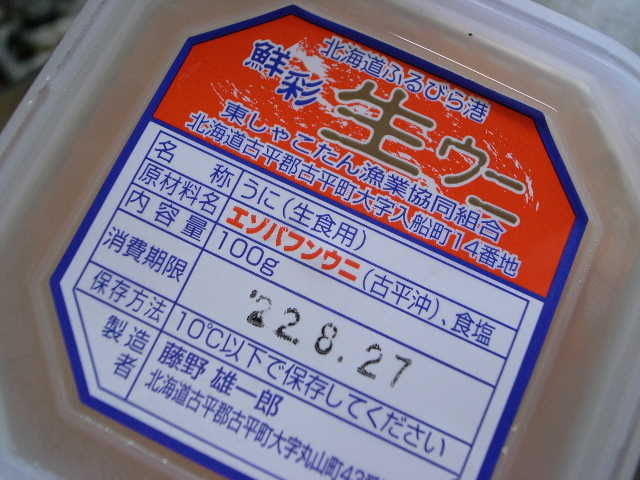 北海道ふるびら港
鮮彩 生ウニ
東しゃこたん漁業協同組合
北海道古平郡古平町大字入船町14番地
名称 うに(生食用)
原材料名 エゾバフンウニ(古平沖)、食塩
内容量 100g
消費期限 '22.8.27
保存方法 10℃以下で保存してください
製造者 藤野 雄一郎
北海道古平郡古平町大字丸山町43